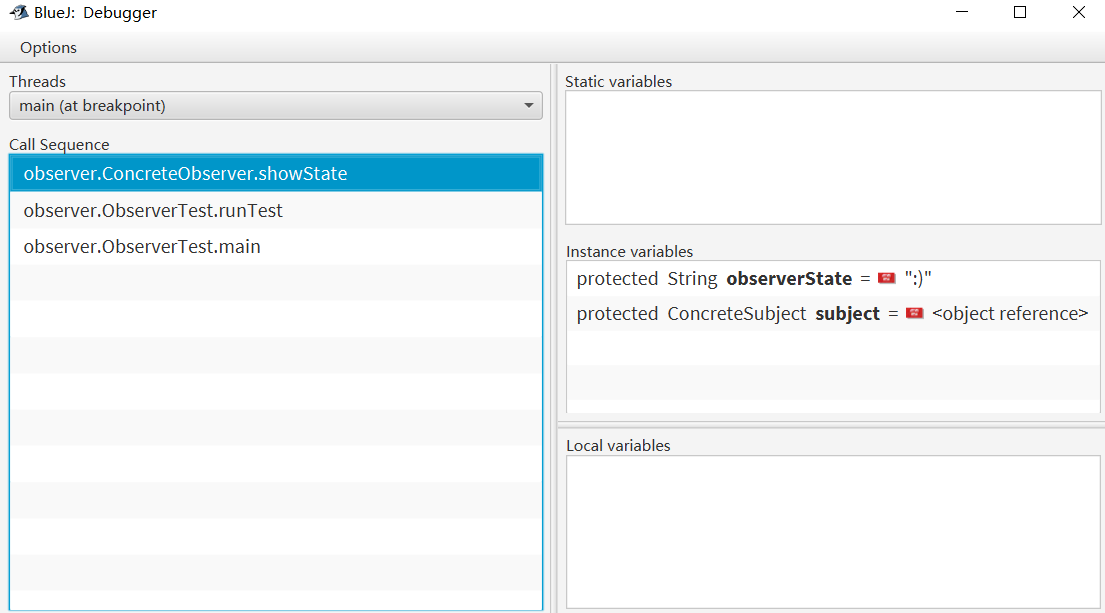 BlueJ: Debugger
Options
Threads
main (at breakpoint)
Call Sequence
observer.ConcreteObserver.showState
observer.ObserverTest.runTest
observer.ObserverTest.main
Static variables
Instance variables
protected String observerState = ":)"
protected ConcreteSubject subject = <object reference>
Local variables